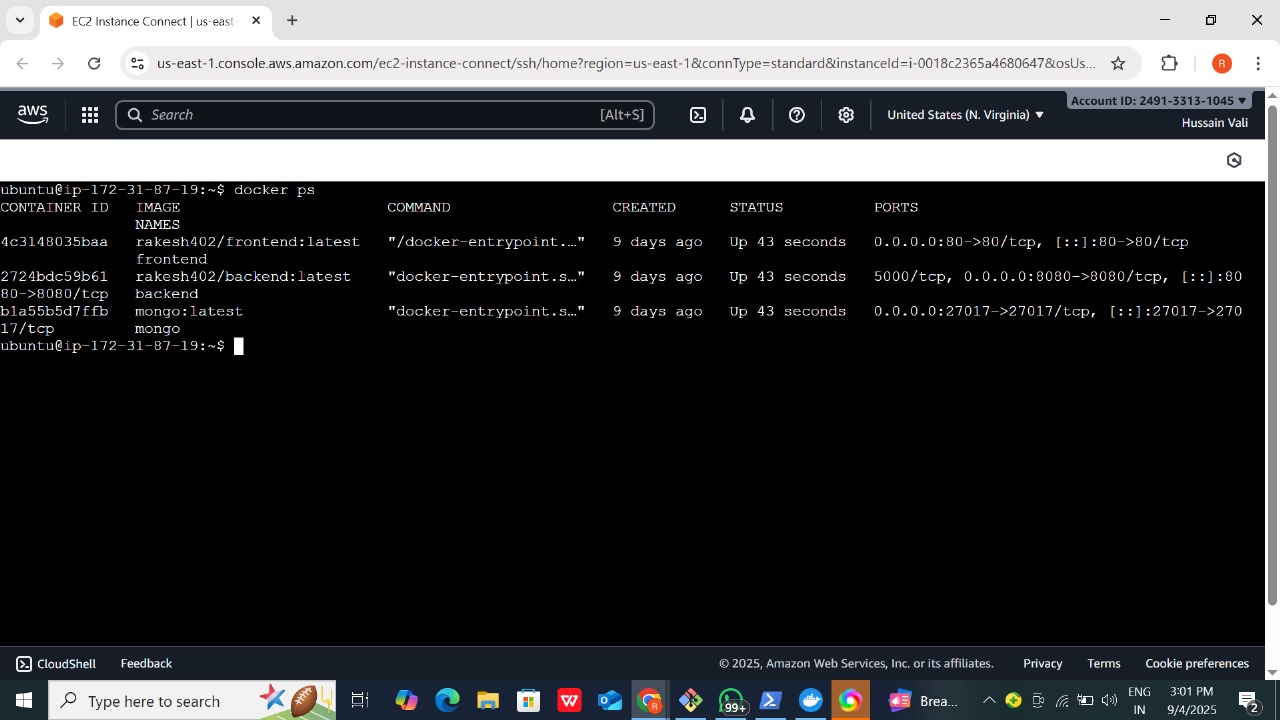 EC2 Instance Connect | us-east-
us-east-1.console.aws.amazon.com/ec2-instance-connect/ssh/home?region=us-east-1&connType=standard&instanceId=i-0018c2365a4680647&osUs...
R
aws
Search
[Alt+S]
United States (N. Virginia) ▼
Account ID: 2491-3313-1045 ▼
Hussain Vali
ubuntu@ip-172-31-87-19:~$ docker ps
CONTAINER ID   IMAGE                       COMMAND                  CREATED      STATUS          PORTS
NAMES
4c3148035baa   rakesh402/frontend:latest   "/docker-entrypoint.…"   9 days ago   Up 43 seconds   0.0.0.0:80->80/tcp, [::]:80->80/tcp
frontend
2724bdc59b61   rakesh402/backend:latest    "docker-entrypoint.s…"   9 days ago   Up 43 seconds   5000/tcp, 0.0.0.0:8080->8080/tcp, [::]:80
80->8080/tcp   backend
b1a55b5d7ffb   mongo:latest                "docker-entrypoint.s…"   9 days ago   Up 43 seconds   0.0.0.0:27017->27017/tcp, [::]:27017->270
17/tcp         mongo
ubuntu@ip-172-31-87-19:~$
CloudShell
Feedback
© 2025, Amazon Web Services, Inc. or its affiliates.
Privacy
Terms
Cookie preferences
Type here to search
99+
Brea...
ENG
IN
3:01 PM
9/4/2025
2